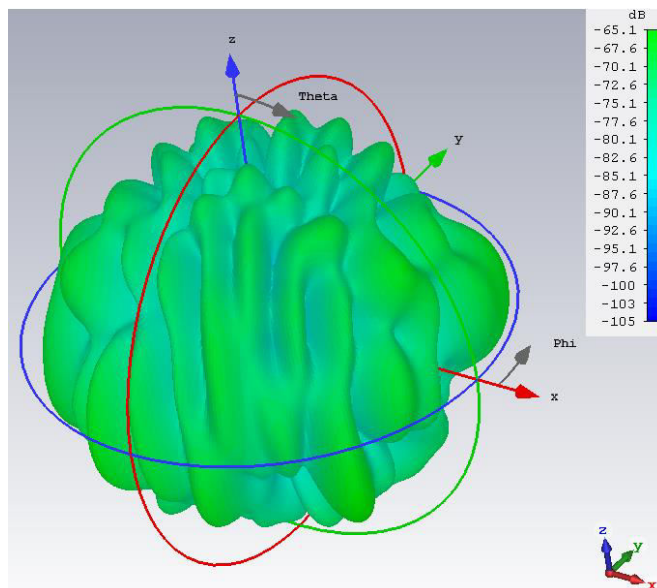 dB
-65.1
-67.6
-70.1
-72.6
-75.1
-77.6
-80.1
-82.6
-85.1
-87.6
-90.1
-92.6
-95.1
-97.6
-100
-103
-105
z
Theta
y
Phi
x
z
y
x